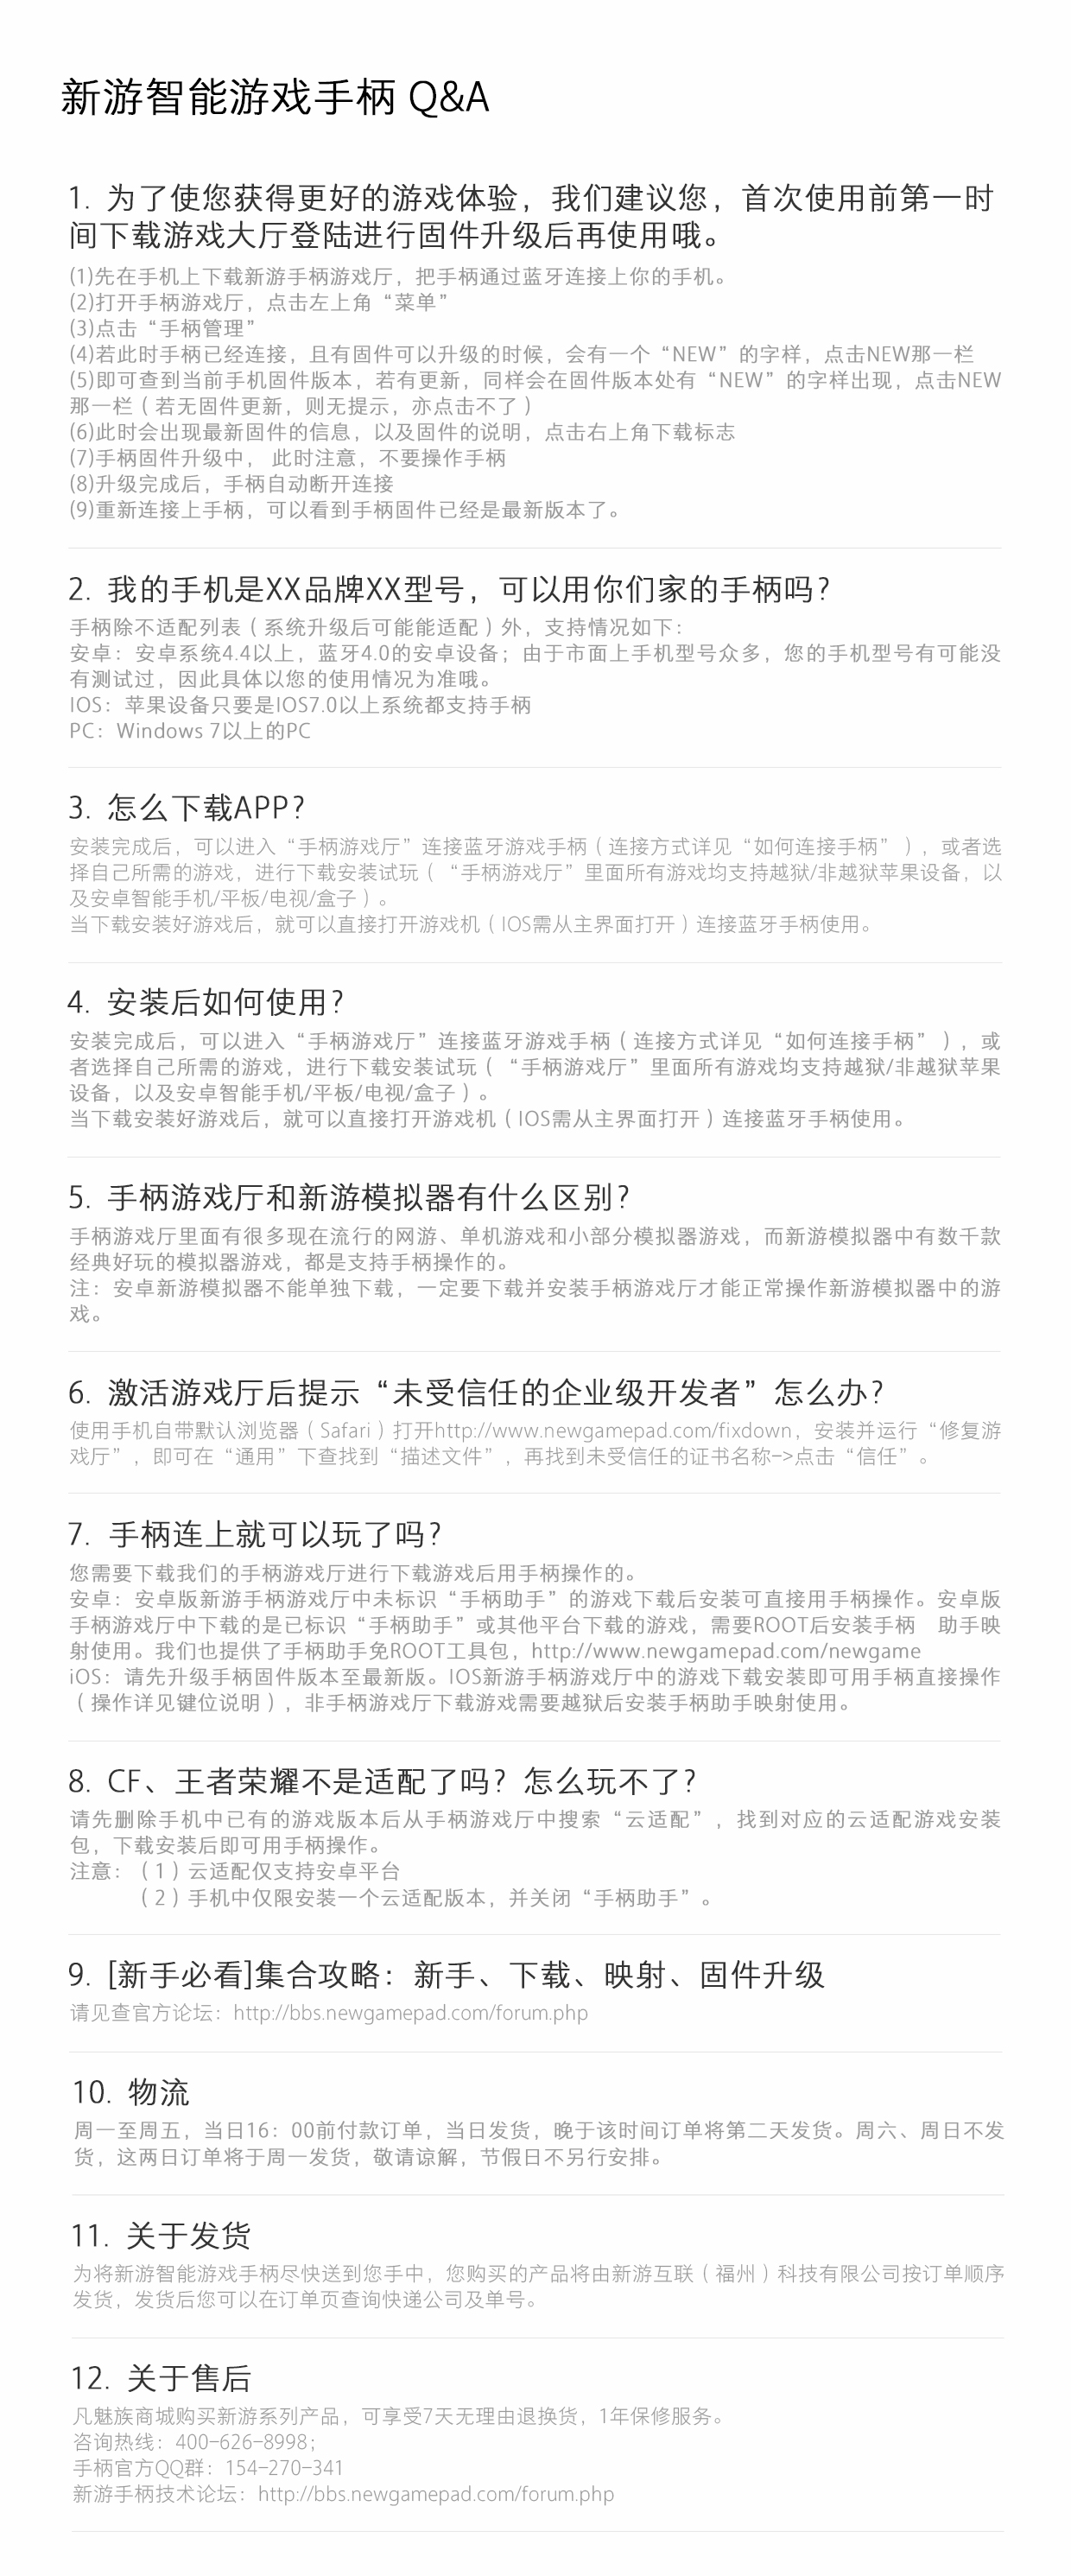 新游智能游戏手柄 Q&A
1. 为了使您获得更好的游戏体验，我们建议您，首次使用前第一时
间下载游戏大厅登陆进行固件升级后再使用哦。
(1)先在手机上下载新游手柄游戏厅，把手柄通过蓝牙连接上你的手机。
(2)打开手柄游戏厅，点击左上角“菜单”
(3)点击“手柄管理”
(4)若此时手柄已经连接，且有固件可以升级的时候，会有一个“NEW”的字样，点击NEW那一栏
(5)即可查到当前手机固件版本，若有更新，同样会在固件版本处有“NEW”的字样出现，点击NEW
那一栏（若无固件更新，则无提示，亦点击不了）
(6)此时会出现最新固件的信息，以及固件的说明，点击右上角下载标志
(7)手柄固件升级中， 此时注意，不要操作手柄
(8)升级完成后，手柄自动断开连接
(9)重新连接上手柄，可以看到手柄固件已经是最新版本了。
2. 我的手机是XX品牌XX型号，可以用你们家的手柄吗？
手柄除不适配列表（系统升级后可能能适配）外，支持情况如下：
安卓：安卓系统4.4以上，蓝牙4.0的安卓设备；由于市面上手机型号众多，您的手机型号有可能没
有测试过，因此具体以您的使用情况为准哦。
IOS：苹果设备只要是IOS7.0以上系统都支持手柄
PC：Windows 7以上的PC
3. 怎么下载APP？
安装完成后，可以进入“手柄游戏厅”连接蓝牙游戏手柄（连接方式详见“如何连接手柄”），或者选
择自己所需的游戏，进行下载安装试玩（“手柄游戏厅”里面所有游戏均支持越狱/非越狱苹果设备，以
及安卓智能手机/平板/电视/盒子）。
当下载安装好游戏后，就可以直接打开游戏机（IOS需从主界面打开）连接蓝牙手柄使用。
4. 安装后如何使用？
安装完成后，可以进入“手柄游戏厅”连接蓝牙游戏手柄（连接方式详见“如何连接手柄”），或
者选择自己所需的游戏，进行下载安装试玩（“手柄游戏厅”里面所有游戏均支持越狱/非越狱苹果
设备，以及安卓智能手机/平板/电视/盒子）。
当下载安装好游戏后，就可以直接打开游戏机（IOS需从主界面打开）连接蓝牙手柄使用。
5. 手柄游戏厅和新游模拟器有什么区别？
手柄游戏厅里面有很多现在流行的网游、单机游戏和小部分模拟器游戏，而新游模拟器中有数千款
经典好玩的模拟器游戏，都是支持手柄操作的。
注：安卓新游模拟器不能单独下载，一定要下载并安装手柄游戏厅才能正常操作新游模拟器中的游
戏。
6. 激活游戏厅后提示“未受信任的企业级开发者”怎么办？
使用手机自带默认浏览器（Safari）打开http://www.newgamepad.com/fixdown，安装并运行“修复游
戏厅”，即可在“通用”下查找到“描述文件”，再找到未受信任的证书名称–>点击“信任”。
7. 手柄连上就可以玩了吗？
您需要下载我们的手柄游戏厅进行下载游戏后用手柄操作的。
安卓：安卓版新游手柄游戏厅中未标识“手柄助手”的游戏下载后安装可直接用手柄操作。安卓版
手柄游戏厅中下载的是已标识“手柄助手”或其他平台下载的游戏，需要ROOT后安装手柄　助手映
射使用。我们也提供了手柄助手免ROOT工具包，http://www.newgamepad.com/newgame
iOS：请先升级手柄固件版本至最新版。IOS新游手柄游戏厅中的游戏下载安装即可用手柄直接操作
（操作详见键位说明），非手柄游戏厅下载游戏需要越狱后安装手柄助手映射使用。
8. CF、王者荣耀不是适配了吗？怎么玩不了？
请先删除手机中已有的游戏版本后从手柄游戏厅中搜索“云适配”，找到对应的云适配游戏安装
包，下载安装后即可用手柄操作。
注意：（1）云适配仅支持安卓平台
（2）手机中仅限安装一个云适配版本，并关闭“手柄助手”。
9. [新手必看]集合攻略：新手、下载、映射、固件升级
请见查官方论坛：http://bbs.newgamepad.com/forum.php
10. 物流
周一至周五，当日16：00前付款订单，当日发货，晚于该时间订单将第二天发货。周六、周日不发
货，这两日订单将于周一发货，敬请谅解，节假日不另行安排。
11. 关于发货
为将新游智能游戏手柄尽快送到您手中，您购买的产品将由新游互联（福州）科技有限公司按订单顺序
发货，发货后您可以在订单页查询快递公司及单号。
12. 关于售后
凡魅族商城购买新游系列产品，可享受7天无理由退换货，1年保修服务。
咨询热线：400–626–8998；
手柄官方QQ群：154–270–341
新游手柄技术论坛：http://bbs.newgamepad.com/forum.php